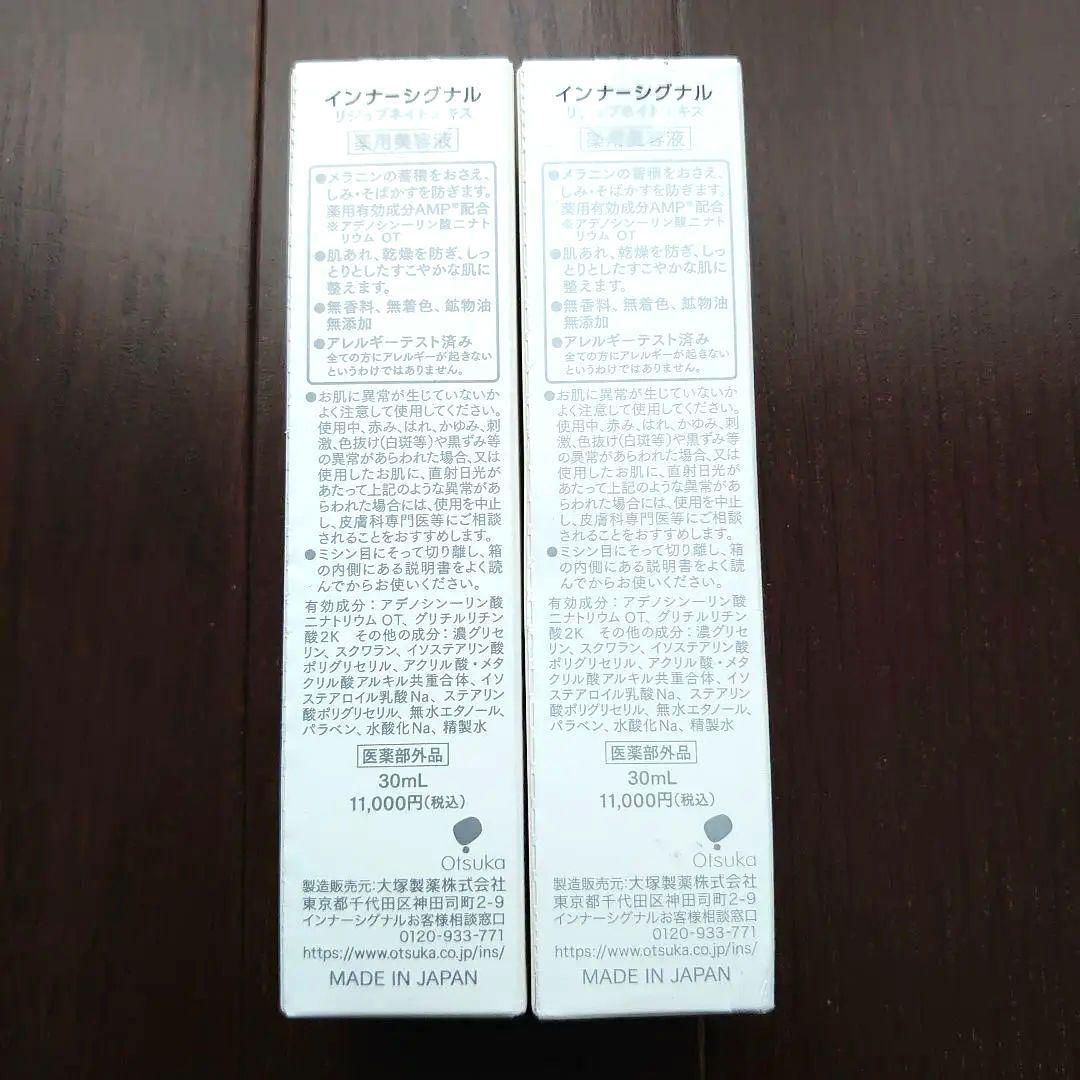 インナーシグナル
リジュブネイトエキス
薬用美容液
●メラニンの蓄積をおさえ、
しみ・そばかすを防ぎます。
薬用有効成分AMP※配合
※アデノシン一リン酸二ナト
リウム OT
●肌あれ、乾燥を防ぎ、しっ
とりとしたすこやかな肌に
整えます。
●無香料、無着色、鉱物油
無添加
●アレルギーテスト済み
全ての方にアレルギーが起きない
というわけではありません。
●お肌に異常が生じていないか
よく注意して使用してください。
使用中、赤み、はれ、かゆみ、刺
激、色抜け(白斑等)や黒ずみ等
の異常があらわれた場合、又は
使用したお肌に、直射日光が
あたって上記のような異常があ
らわれた場合には、使用を中止
し、皮膚科専門医等にご相談
されることをおすすめします。
●ミシン目にそって切り離し、箱
の内側にある説明書をよく読
んでからお使いください。
有効成分：アデノシン一リン酸
二ナトリウム OT、グリチルリチン
酸2K その他の成分：濃グリセ
リン、スクワラン、イソステアリン酸
ポリグリセリル、アクリル酸・メタ
クリル酸アルキル共重合体、イソ
ステアロイル乳酸Na、ステアリン
酸ポリグリセリル、無水エタノール、
パラベン、水酸化Na、精製水
医薬部外品
30mL
11,000円(税込)
Otsuka
製造販売元：大塚製薬株式会社
東京都千代田区神田司町2-9
インナーシグナルお客様相談窓口
0120-933-771
https://www.otsuka.co.jp/ins/
MADE IN JAPAN
インナーシグナル
薬用美容液
●メラニンの蓄積をおさえ、
しみ・そばかすを防ぎます。
薬用有効成分AMP※配合
※アデノシン一リン酸二ナト
リウム OT
●肌あれ、乾燥を防ぎ、しっ
とりとしたすこやかな肌に
整えます。
●無香料、無着色、鉱物油
無添加
●アレルギーテスト済み
全ての方にアレルギーが起きない
というわけではありません。
●お肌に異常が生じていないか
よく注意して使用してください。
使用中、赤み、はれ、かゆみ、刺
激、色抜け(白斑等)や黒ずみ等
の異常があらわれた場合、又は
使用したお肌に、直射日光が
あたって上記のような異常があ
らわれた場合には、使用を中止
し、皮膚科専門医等にご相談
されることをおすすめします。
●ミシン目にそって切り離し、箱
の内側にある説明書をよく読
んでからお使いください。
有効成分：アデノシン一リン酸
二ナトリウム OT、グリチルリチン
酸2K その他の成分：濃グリセ
リン、スクワラン、イソステアリン酸
ポリグリセリル、アクリル酸・メタ
クリル酸アルキル共重合体、イソ
ステアロイル乳酸Na、ステアリン
酸ポリグリセリル、無水エタノール、
パラベン、水酸化Na、精製水
医薬部外品
30mL
11,000円(税込)
Otsuka
製造販売元：大塚製薬株式会社
東京都千代田区神田司町2-9
インナーシグナルお客様相談窓口
0120-933-771
https://www.otsuka.co.jp/ins/
MADE IN JAPAN